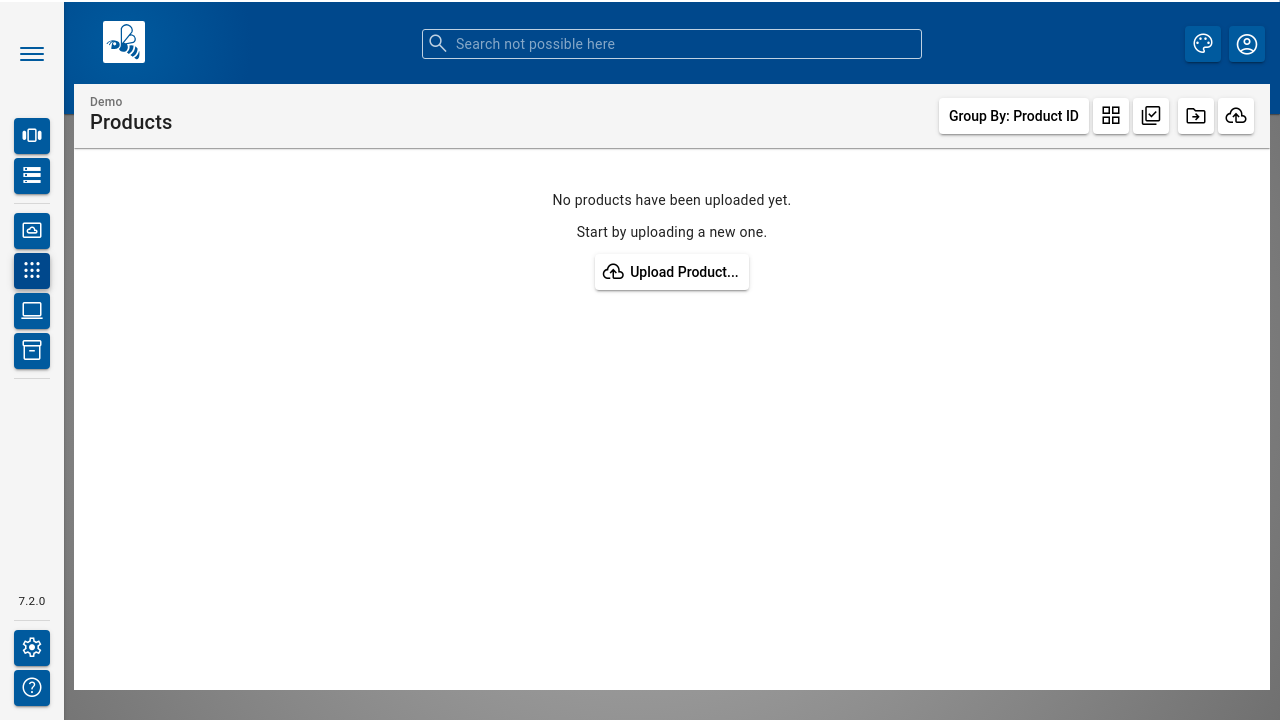 Search not possible here
Demo
Products
Group By: Product ID
No products have been uploaded yet.
Start by uploading a new one.
Upload Product...
7.2.0